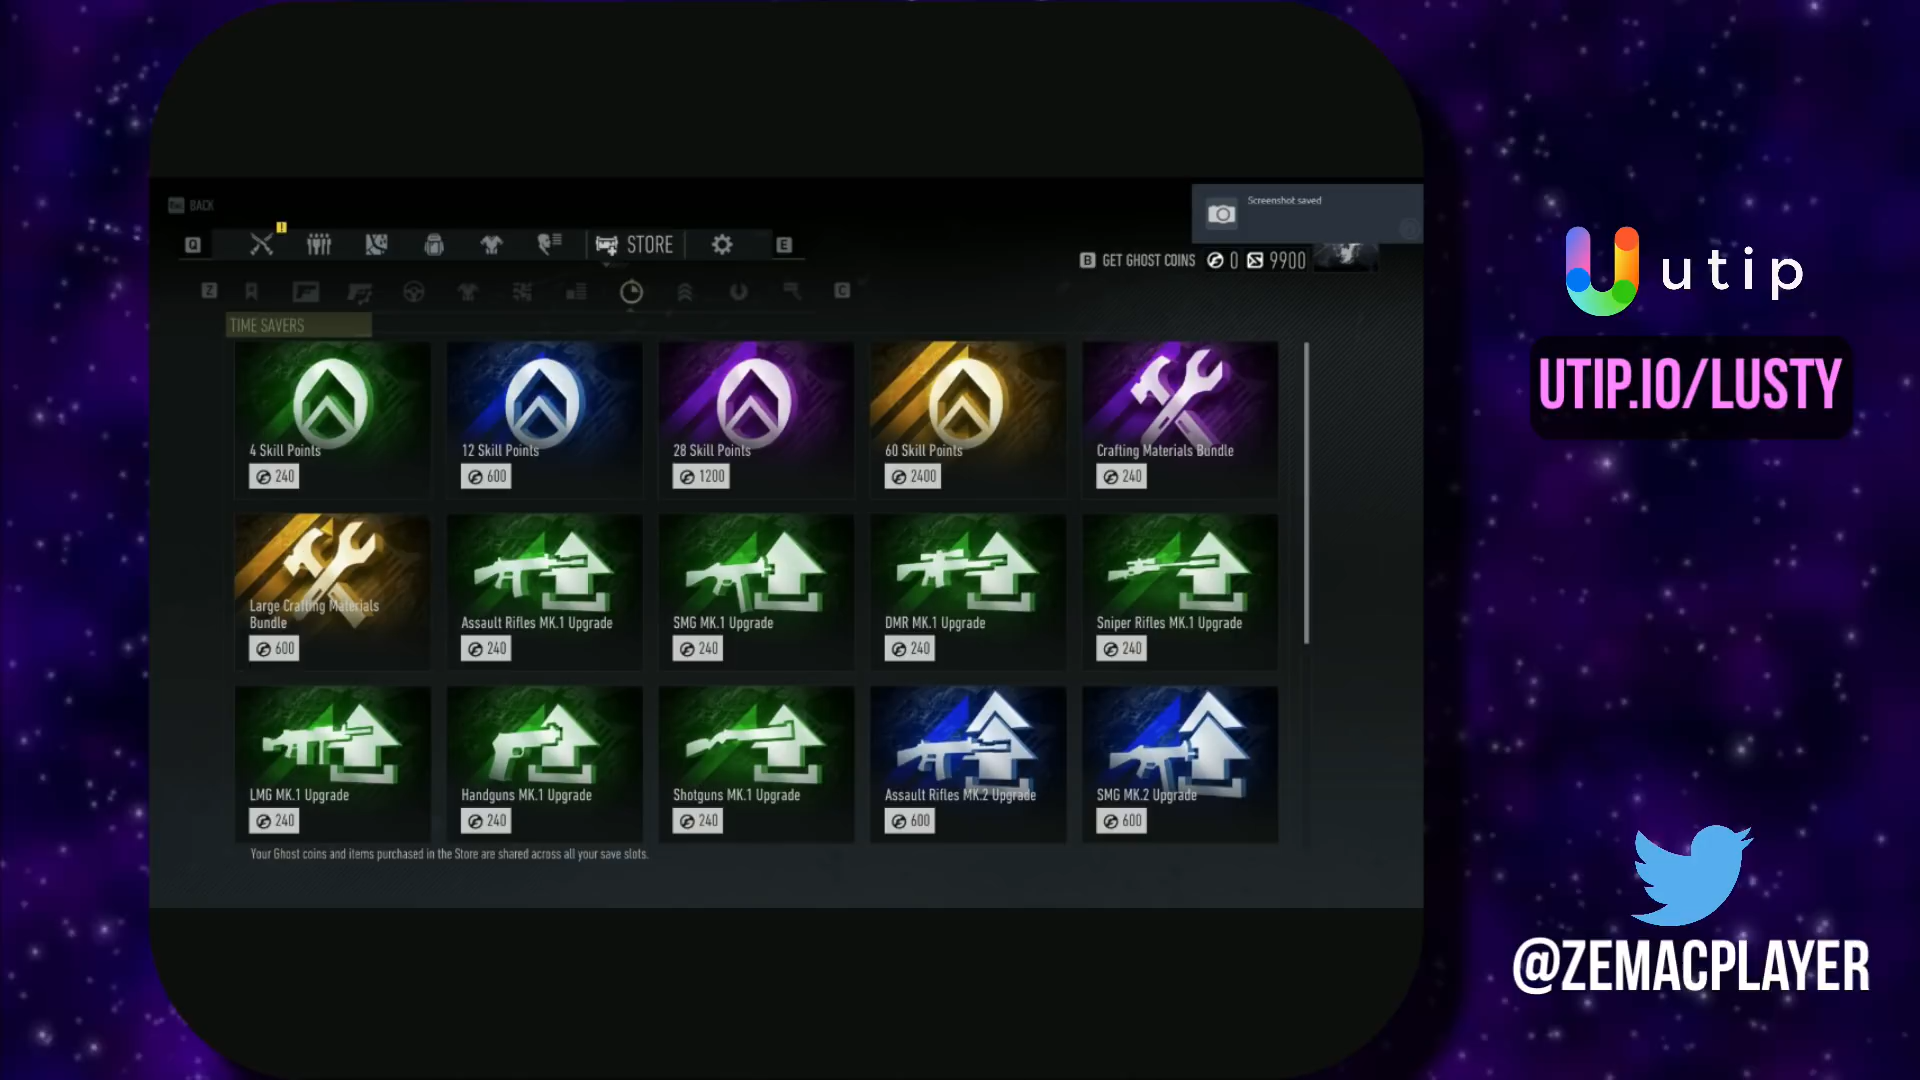 BACK
Screenshot saved
Q
STORE
E
B GET GHOST COINS 0 9900
Z
C
TIME SAVERS
4 Skill Points
240
12 Skill Points
600
28 Skill Points
1200
60 Skill Points
2400
Crafting Materials Bundle
240
Large Crafting Materials
Bundle
600
Assault Rifles MK.1 Upgrade
240
SMG MK.1 Upgrade
240
DMR MK.1 Upgrade
240
Sniper Rifles MK.1 Upgrade
240
LMG MK.1 Upgrade
240
Handguns MK.1 Upgrade
240
Shotguns MK.1 Upgrade
240
Assault Rifles MK.2 Upgrade
600
SMG MK.2 Upgrade
600
Your Ghost coins and items purchased in the Store are shared across all your save slots.
utip
UTIP.IO/LUSTY
@ZEMACPLAYER